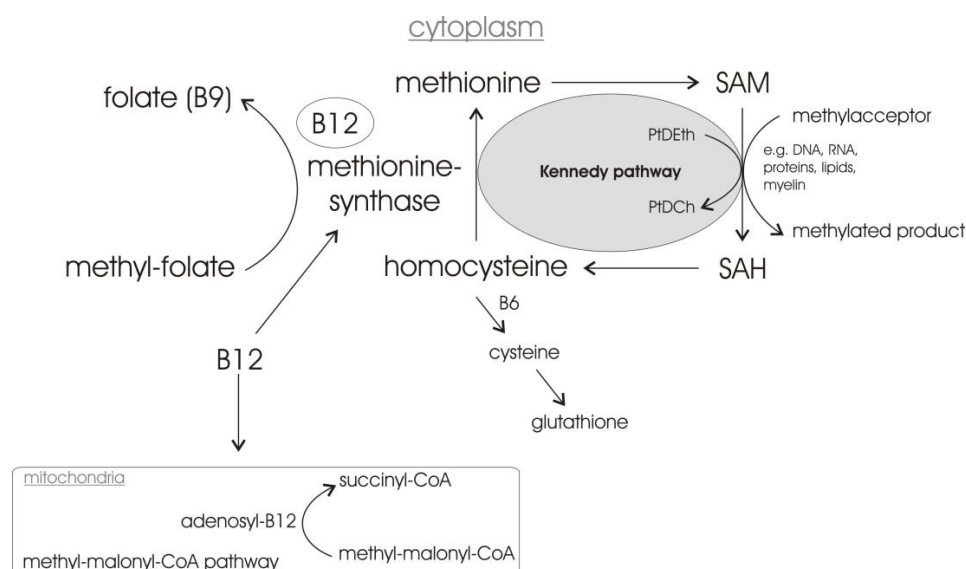 cytoplasm
methionine
SAM
folate (B9)
B12
methionine-
synthase
PtDEth
Kennedy pathway
PtDCh
methylacceptor
e.g. DNA, RNA,
proteins, lipids,
myelin
methylated product
methyl-folate
homocysteine
SAH
B6
cysteine
glutathione
B12
mitochondria
succinyl-CoA
adenosyl-B12
methyl-malonyl-CoA
methyl-malonyl-CoA pathway